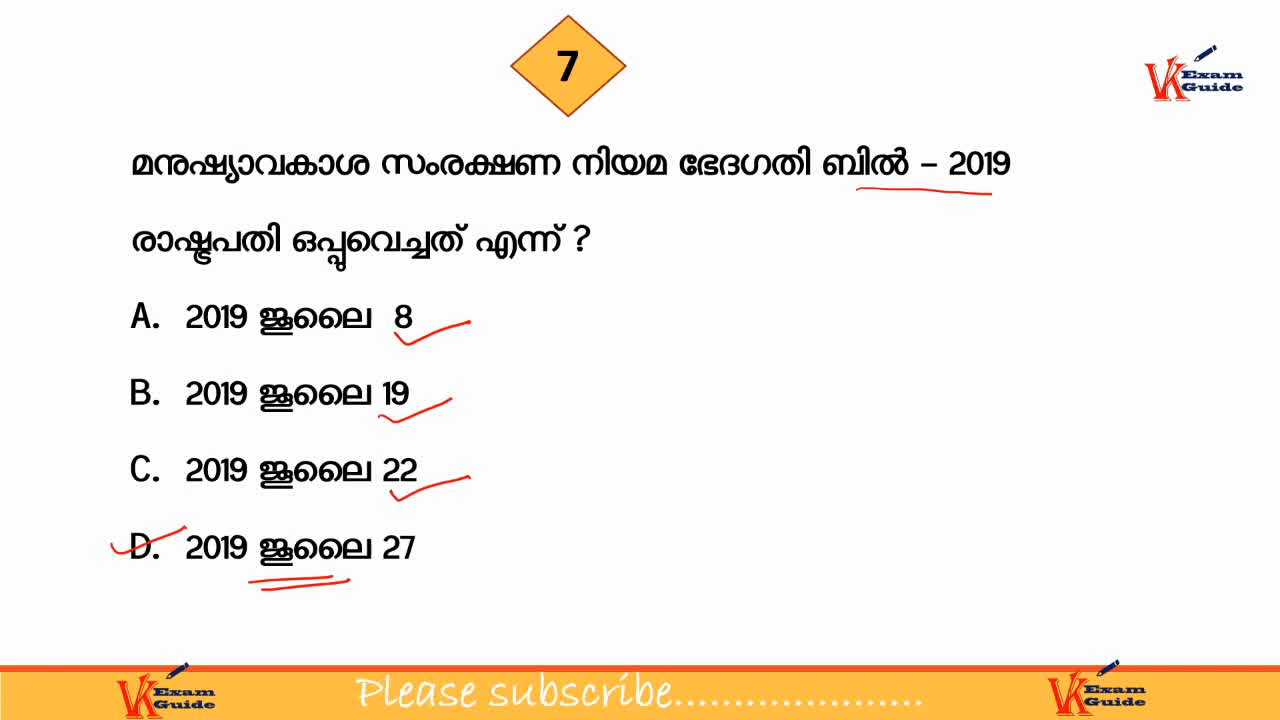 7
VK Exam Guide
മനുഷ്യാവകാശ സംരക്ഷണ നിയമ ഭേദഗതി ബിൽ – 2019
രാഷ്ട്രപതി ഒപ്പുവെച്ചത് എന്ന് ?
A. 2019 ജൂലൈ 8
B. 2019 ജൂലൈ 19
C. 2019 ജൂലൈ 22
D. 2019 ജൂലൈ 27
VK Exam Guide
Please subscribe.....................
VK Exam Guide